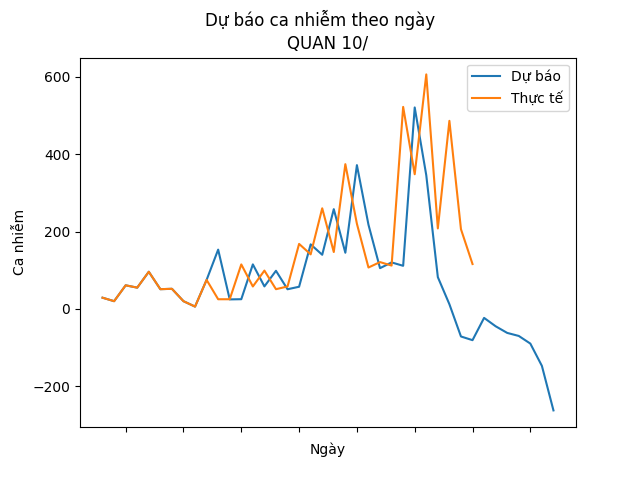 Dự báo ca nhiễm theo ngày
QUAN 10/
Dự báo
Thực tế
600
400
200
0
−200
Ca nhiễm
Ngày